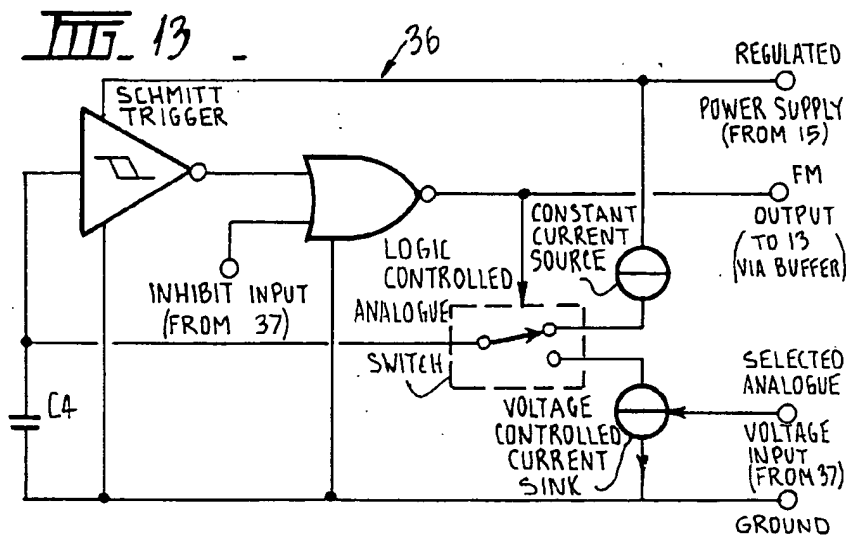 FIG 13
36
SCHMITT
TRIGGER
REGULATED
POWER SUPPLY
(FROM 15)
FM
OUTPUT
(TO 13
VIA BUFFER)
CONSTANT
CURRENT
SOURCE
INHIBIT INPUT
(FROM 37)
LOGIC
CONTROLLED
ANALOGUE
SWITCH
C4
VOLTAGE
CONTROLLED
CURRENT
SINK
SELECTED
ANALOGUE
VOLTAGE
INPUT
(FROM 37)
GROUND